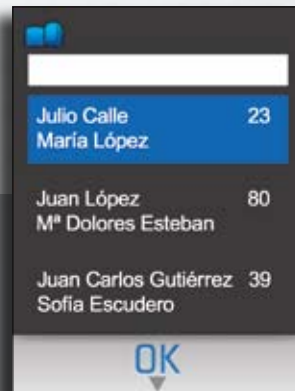 Julio Calle 23
María López
Juan López 80
Mª Dolores Esteban
Juan Carlos Gutiérrez 39
Sofía Escudero
OK